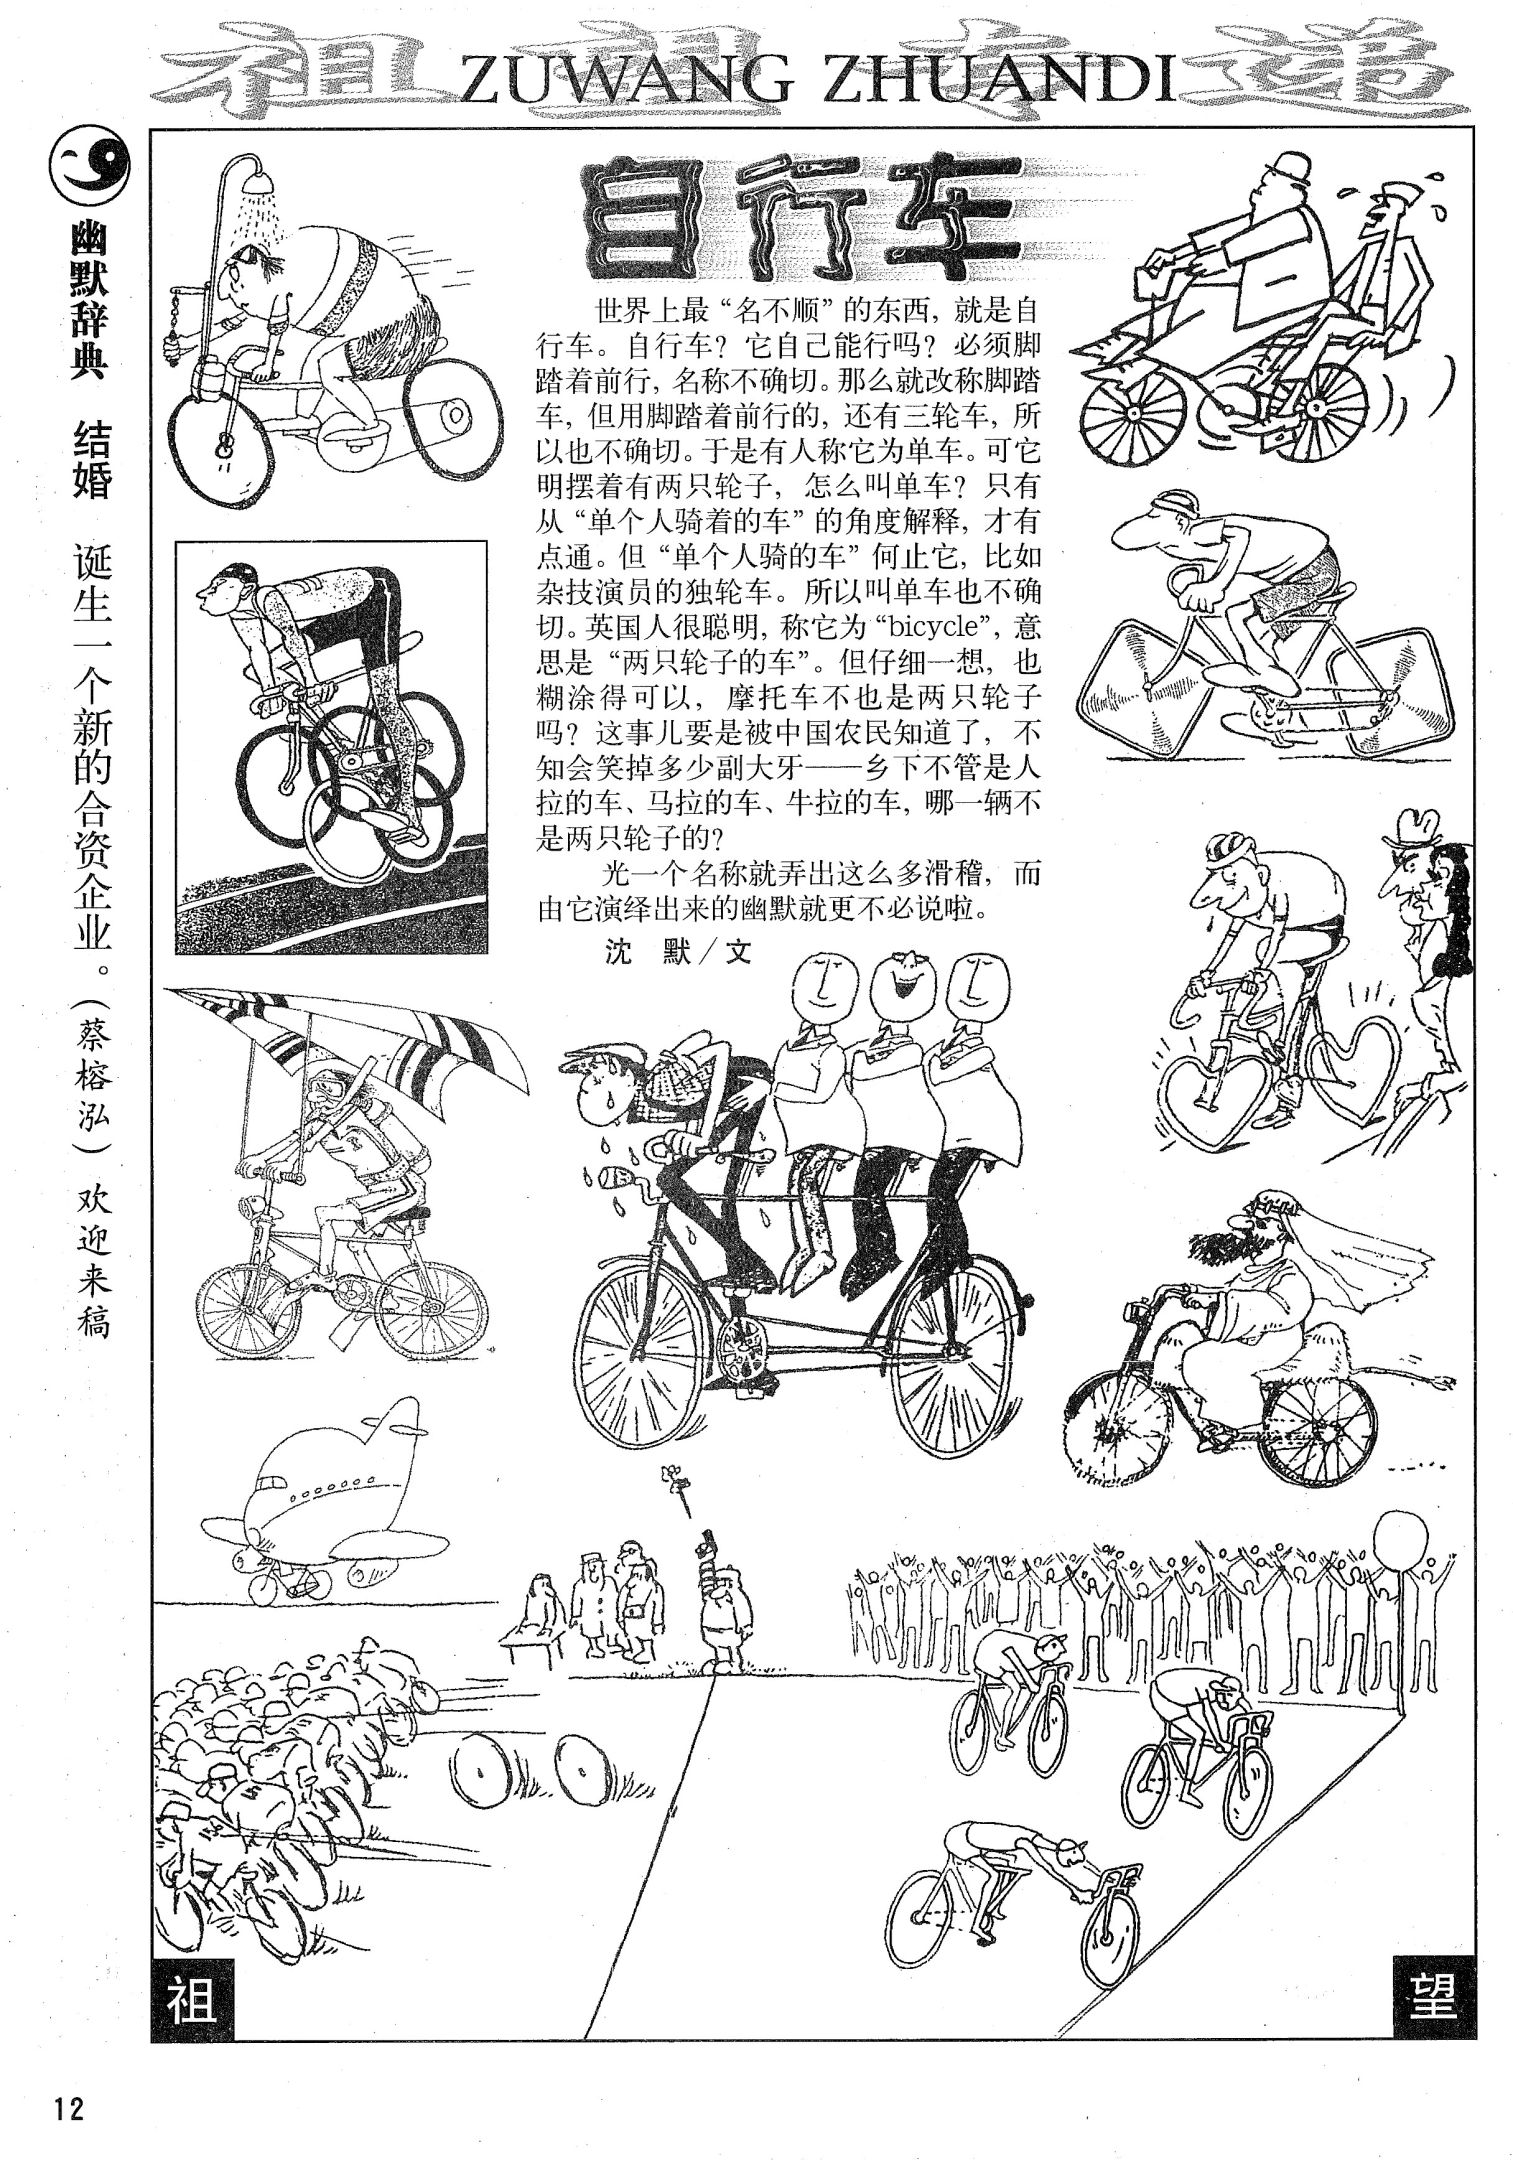 祖望专递
ZUWANG ZHUANDI
幽默辞典 结婚 诞生一个新的合资企业。(蔡榕泓) 欢迎来稿
自行车
世界上最“名不顺”的东西，就是自
行车。自行车？它自己能行吗？必须脚
踏着前行，名称不确切。那么就改称脚踏
车，但用脚踏着前行的，还有三轮车，所
以也不确切。于是有人称它为单车。可它
明摆着有两只轮子，怎么叫单车？只有
从“单个人骑着的车”的角度解释，才有
点通。但“单个人骑的车”何止它，比如
杂技演员的独轮车。所以叫单车也不确
切。英国人很聪明，称它为“bicycle”，意
思是“两只轮子的车”。但仔细一想，也
糊涂得可以，摩托车不也是两只轮子
吗？这事儿要是被中国农民知道了，不
知会笑掉多少副大牙——乡下不管是人
拉的车、马拉的车、牛拉的车，哪一辆不
是两只轮子的？
光一个名称就弄出这么多滑稽，而
由它演绎出来的幽默就更不必说啦。
沈 默／文
祖
望
12